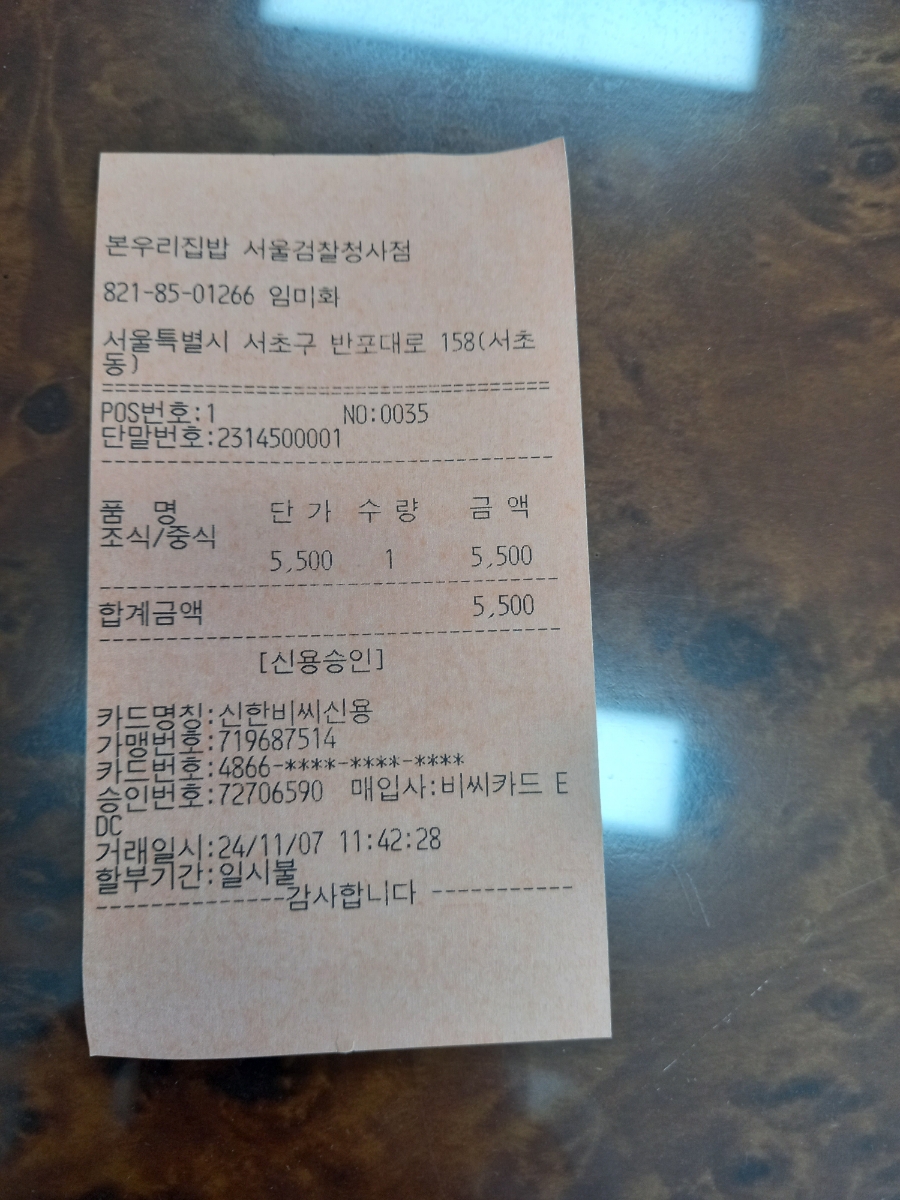 본우리집밥 서울검찰청사점
821-85-01266 임미화
서울특별시 서초구 반포대로 158(서초
동)
===================================
POS번호:1 NO:0035
단말번호:2314500001
-----------------------------------
품 명 단 가 수 량 금 액
조식/중식
5,500 1 5,500
-----------------------------------
합계금액 5,500
-----------------------------------
[신용승인]
카드명칭:신한비씨신용
가맹번호:719687514
카드번호:4866-****-****-****
승인번호:72706590 매입사:비씨카드 E
DC
거래일시:24/11/07 11:42:28
할부기간:일시불
--------------감사합니다 -----------